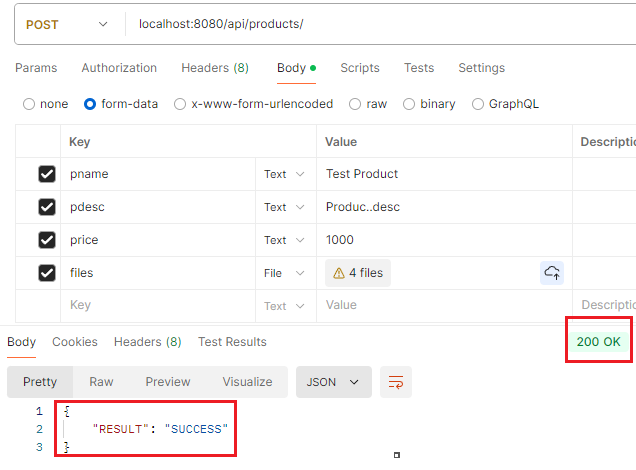 POST localhost:8080/api/products/
Params Authorization Headers (8) Body Scripts Tests Settings
none form-data x-www-form-urlencoded raw binary GraphQL
Key Value Descriptio
pname Text Test Product
pdesc Text Produc..desc
price Text 1000
files File 4 files
Key Text Value Descriptio
Body Cookies Headers (8) Test Results 200 OK
Pretty Raw Preview Visualize JSON
1 {
2 "RESULT": "SUCCESS"
3 }